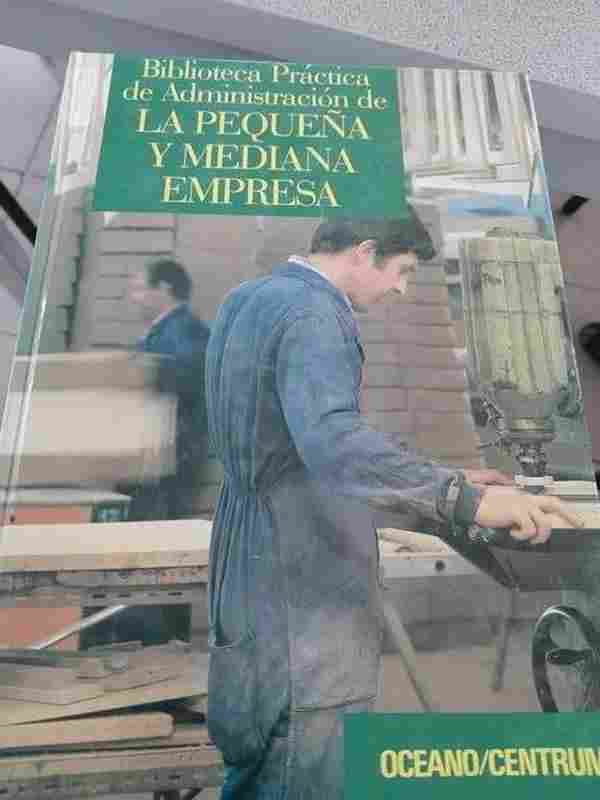 Biblioteca Práctica
de Administración de
LA PEQUEÑA
Y MEDIANA
EMPRESA
OCEANO/CENTRUM